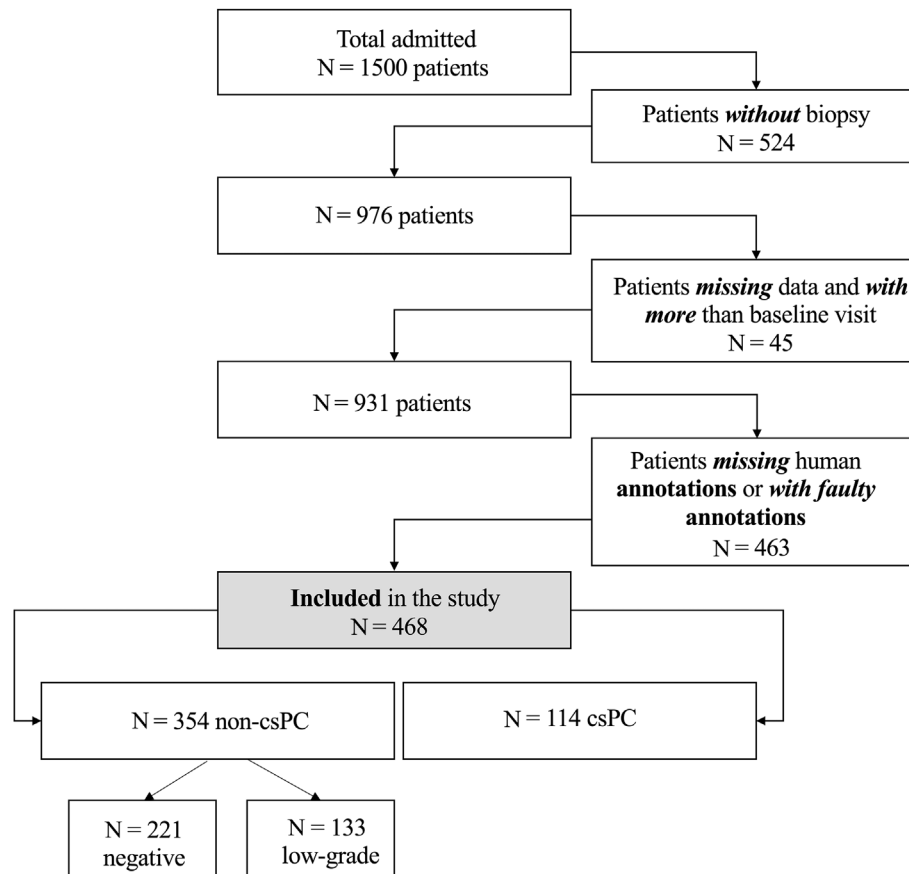 Total admitted
N = 1500 patients
Patients without biopsy
N = 524
N = 976 patients
Patients missing data and with
more than baseline visit
N = 45
N = 931 patients
Patients missing human
annotations or with faulty
annotations
N = 463
Included in the study
N = 468
N = 354 non-csPC
N = 114 csPC
N = 221
negative
N = 133
low-grade